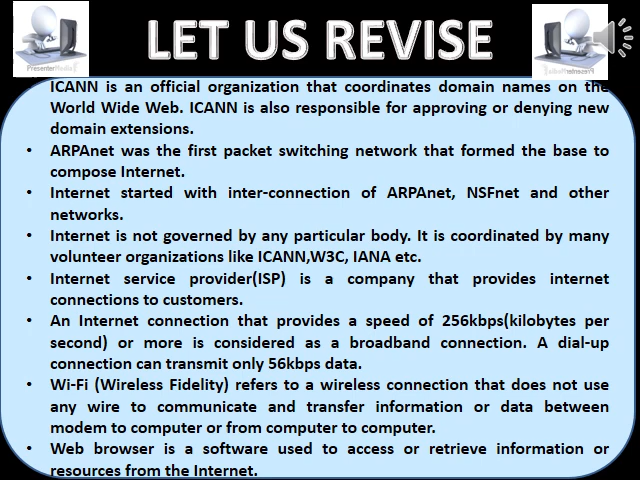 LET US REVISE
PresenterMedia
PresenterMedia
ICANN is an official organization that coordinates domain names on the
World Wide Web. ICANN is also responsible for approving or denying new
domain extensions.
• ARPAnet was the first packet switching network that formed the base to
compose Internet.
• Internet started with inter-connection of ARPAnet, NSFnet and other
networks.
• Internet is not governed by any particular body. It is coordinated by many
volunteer organizations like ICANN,W3C, IANA etc.
• Internet service provider(ISP) is a company that provides internet
connections to customers.
• An Internet connection that provides a speed of 256kbps(kilobytes per
second) or more is considered as a broadband connection. A dial-up
connection can transmit only 56kbps data.
• Wi-Fi (Wireless Fidelity) refers to a wireless connection that does not use
any wire to communicate and transfer information or data between
modem to computer or from computer to computer.
• Web browser is a software used to access or retrieve information or
resources from the Internet.